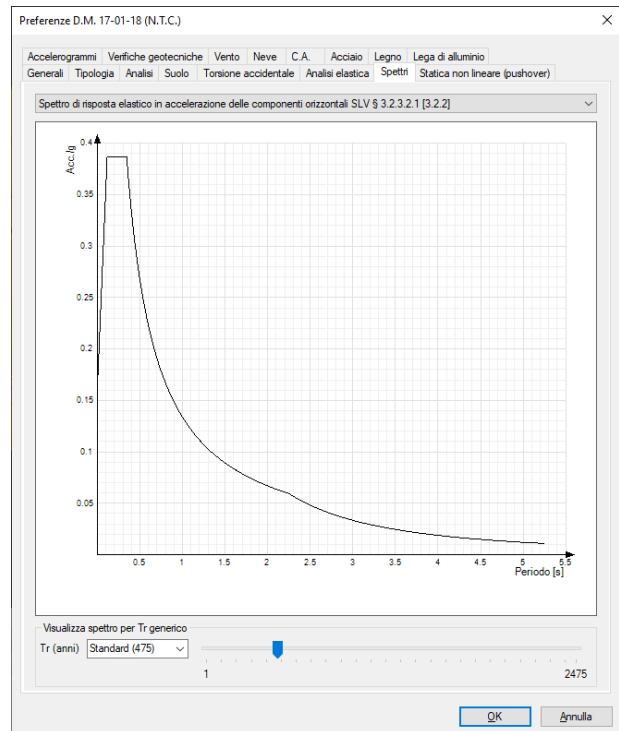 Preferenze D.M. 17-01-18 (N.T.C.)
Accelerogrammi Verifiche geotecniche Vento Neve C.A. Acciaio Legno Lega di alluminio
Generali Tipologia Analisi Suolo Torsione accidentale Analisi elastica Spettri Statica non lineare (pushover)
Spettro di risposta elastico in accelerazione delle componenti orizzontali SLV § 3.2.3.2.1 [3.2.2]
Acc./g
0.4
0.35
0.3
0.25
0.2
0.15
0.1
0.05
0.5 1 1.5 2 2.5 3 3.5 4 4.5 5 5.5
Periodo [s]
Visualizza spettro per Tr generico
Tr (anni) Standard (475)
1 2475
OK Annulla